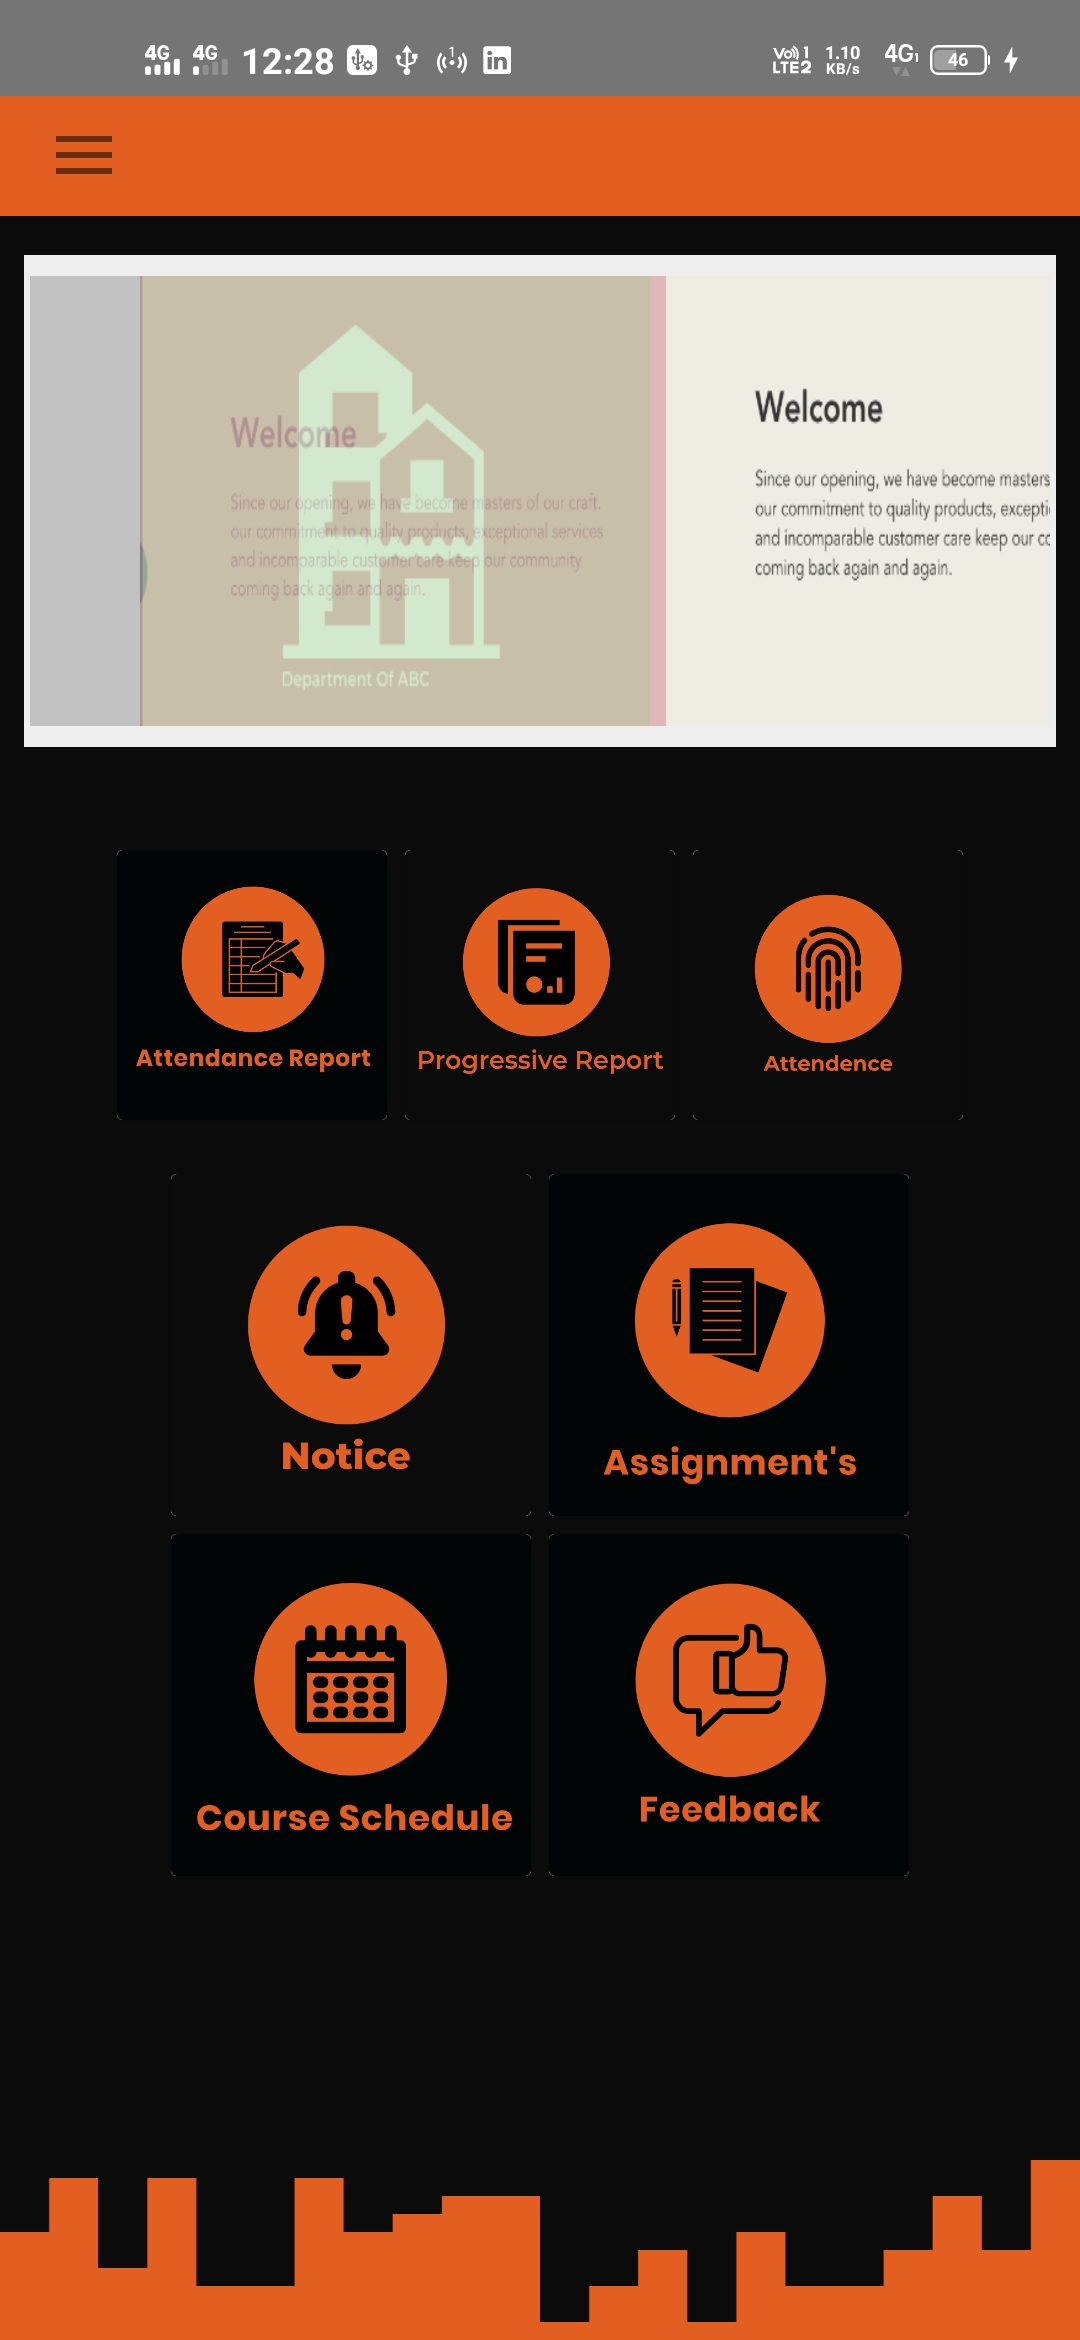 4G 4G 12:28 1 in Vo)) 1 LTE2 1.10 KB/s 4G1 46
Welcome
Since our opening, we have become masters of our craft.
our commitment to quality products, exceptional services
and incomparable customer care keep our community
coming back again and again.
Department Of ABC
Welcome
Since our opening, we have become masters
our commitment to quality products, excepti
and incomparable customer care keep our cc
coming back again and again.
Attendance Report
Progressive Report
Attendence
Notice
Assignment's
Course Schedule
Feedback